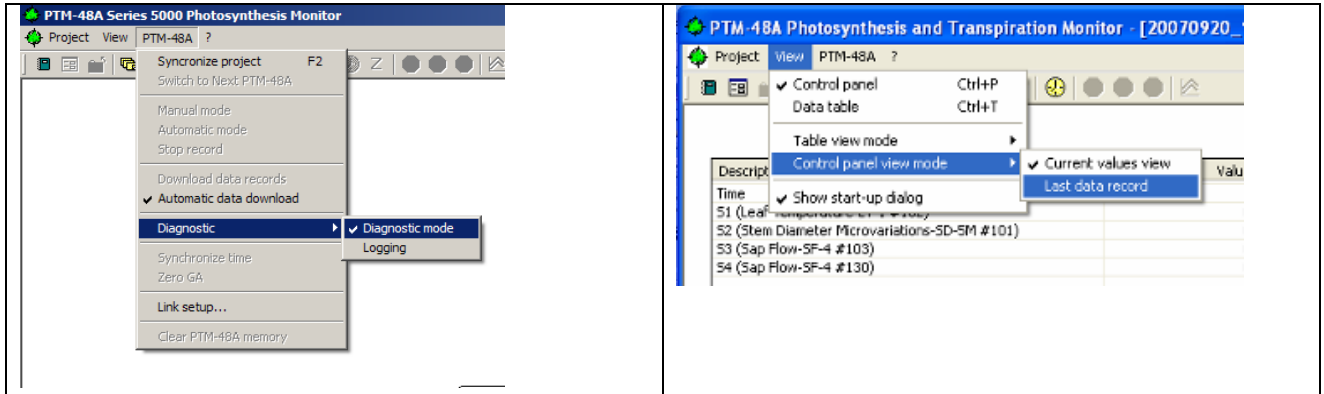 PTM-48A Series 5000 Photosynthesis Monitor
Project View PTM-48A ?
Syncronize project F2
Switch to Next PTM-48A
Manual mode
Automatic mode
Stop record
Download data records
Automatic data download
Diagnostic
Diagnostic mode
Logging
Synchronize time
Zero GA
Link setup...
Clear PTM-48A memory
PTM-48A Photosynthesis and Transpiration Monitor - [20070920_
Project View PTM-48A ?
Control panel Ctrl+P
Data table Ctrl+T
Table view mode
Control panel view mode
Current values view
Last data record
Show start-up dialog
Descript Valu
Time
S1 (Leaf
S2 (Stem Diameter Microvariations-SD-5M #101)
S3 (Sap Flow-SF-4 #103)
S4 (Sap Flow-SF-4 #130)